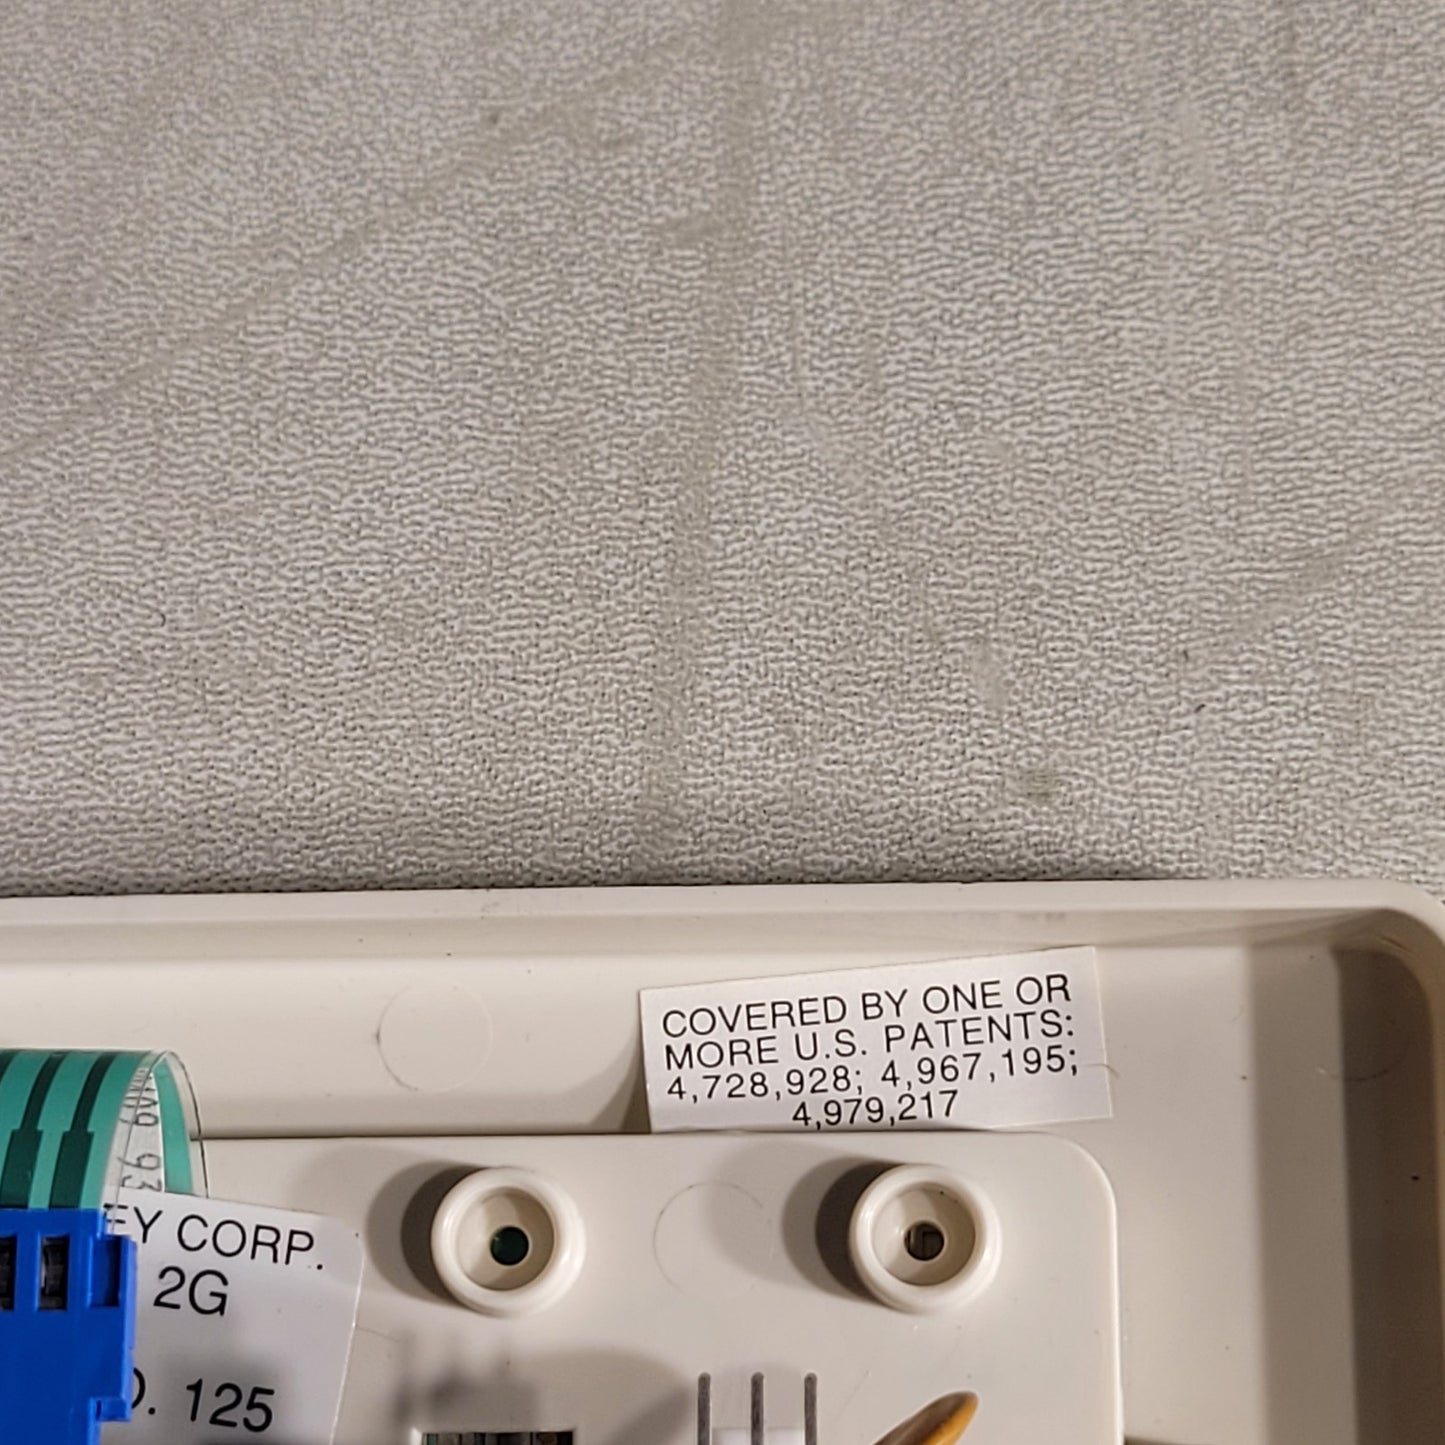 COVERED BY ONE OR
MORE U.S. PATENTS:
4,728,928; 4,967,195;
4,979,217
EY CORP.
2G
. 125